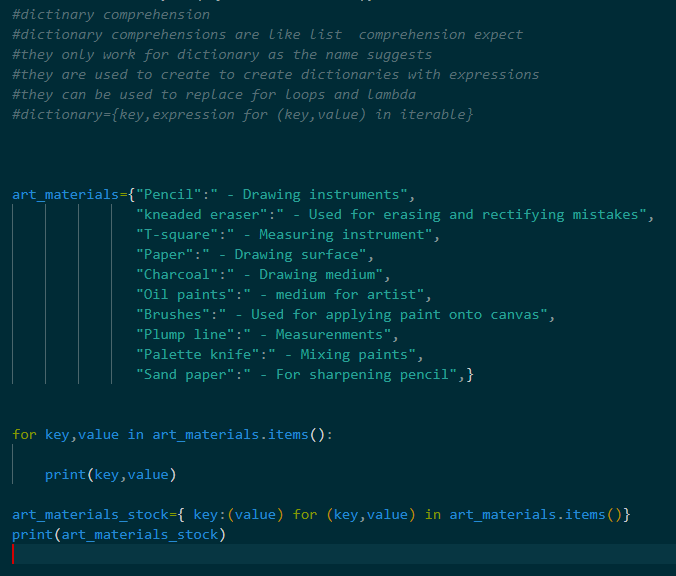 #dictinary comprehension
#dictionary comprehensions are like list  comprehension expect
#they only work for dictionary as the name suggests
#they are used to create to create dictionaries with expressions
#they can be used to replace for loops and lambda
#dictionary={key,expression for (key,value) in iterable}
art_materials={"Pencil":" - Drawing instruments",
"kneaded eraser":" - Used for erasing and rectifying mistakes",
"T-square":" - Measuring instrument",
"Paper":" - Drawing surface",
"Charcoal":" - Drawing medium",
"Oil paints":" - medium for artist",
"Brushes":" - Used for applying paint onto canvas",
"Plump line":" - Measurenments",
"Palette knife":" - Mixing paints",
"Sand paper":" - For sharpening pencil",}
for key,value in art_materials.items():
print(key,value)
art_materials_stock={ key:(value) for (key,value) in art_materials.items()}
print(art_materials_stock)